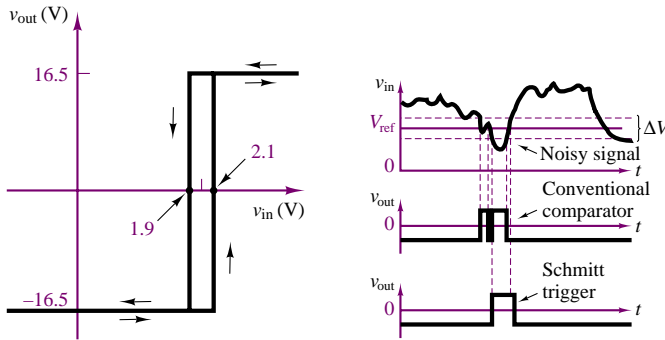 v_out (V)
16.5
2.1
v_in (V)
1.9
–16.5
v_in
V_ref
ΔV
Noisy signal
0
t
v_out
Conventional
comparator
0
t
Schmitt
trigger
v_out
0
t